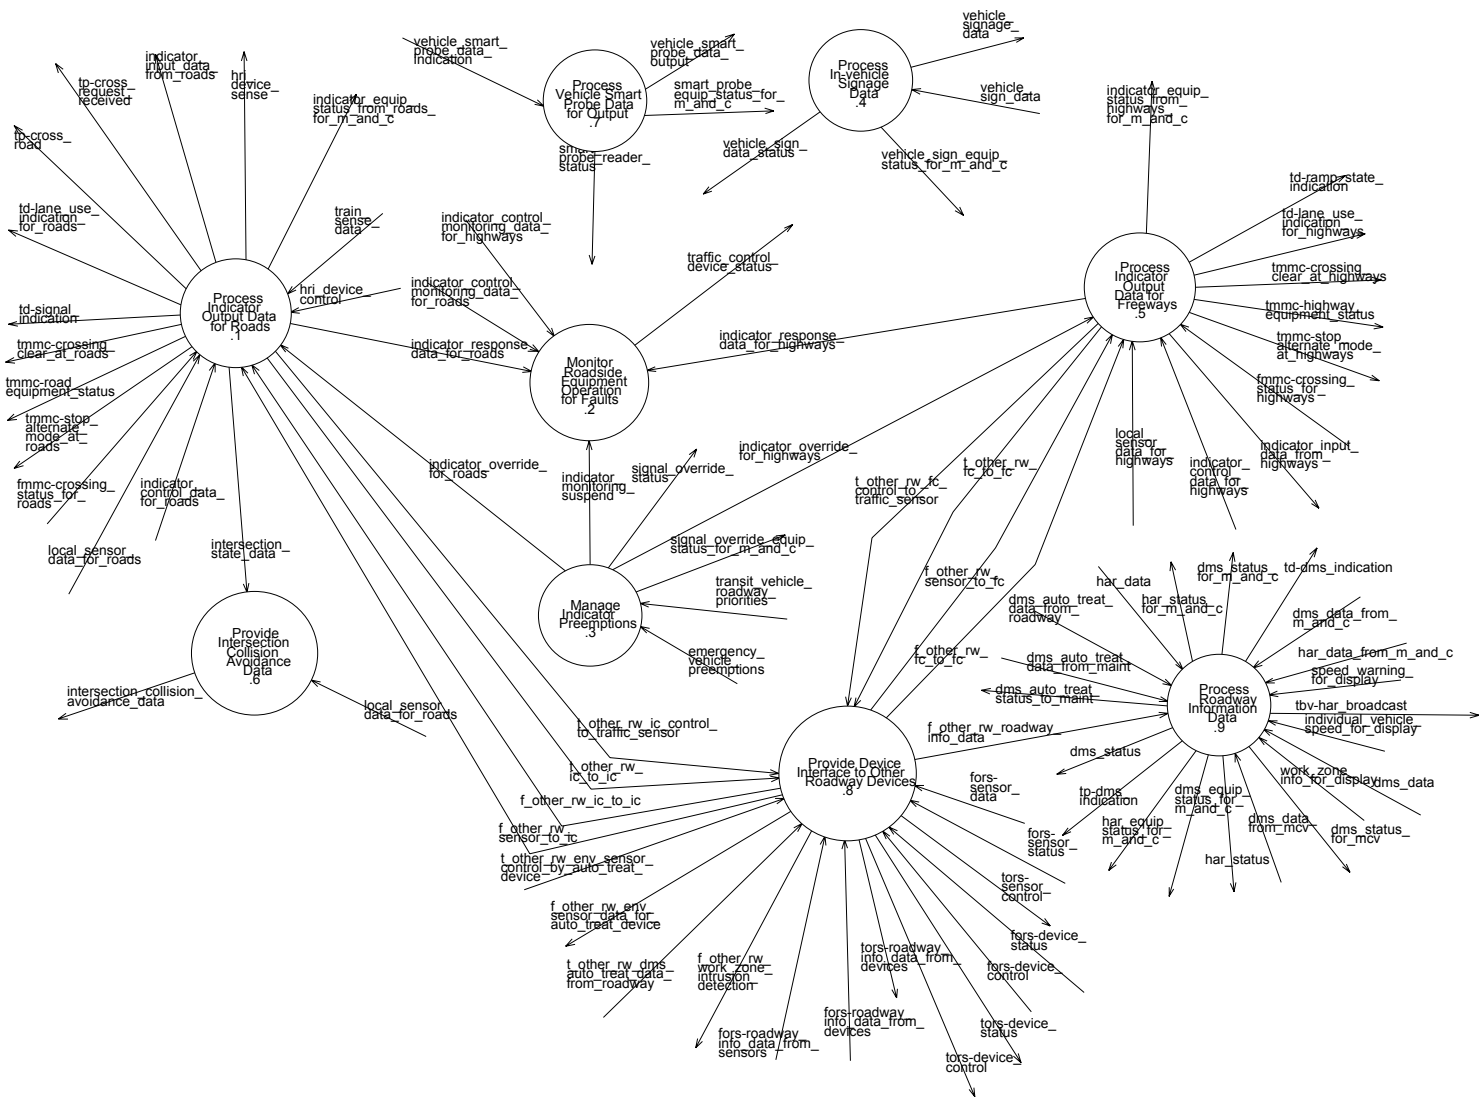 vehicle_smart_
probe_data_
indication
vehicle_smart_
probe_data_
output
smart_probe_
equip_status_for_
m_and_c
Process
Vehicle Smart
Probe Data
for Output
.7
smart_
probe_reader_
status
Process
In-vehicle
Signage
Data
.4
vehicle_
signage_
data
vehicle_
sign_data
vehicle_sign_
data_status
vehicle_sign_equip_
status_for_m_and_c
tp-cross_
request_
received
indicator_
input_data_
from_roads
hri_
device_
sense
indicator_equip_
status_from_roads_
for_m_and_c
tp-cross_
road
td-lane_use_
indication_
for_roads
train_
sense_
data
hri_device_
control
Process
Indicator
Output Data
for Roads
.1
td-signal_
indication
tmmc-crossing_
clear_at_roads
tmmc-road_
equipment_status
tmmc-stop_
alternate_
mode_at_
roads
fmmc-crossing_
status_for_
roads
local_sensor_
data_for_roads
indicator_
control_data_
for_roads
intersection_
state_data
indicator_control_
monitoring_data_
for_highways
indicator_control_
monitoring_data_
for_roads
indicator_response_
data_for_roads
traffic_control_
device_status
indicator_response_
data_for_highways
Monitor
Roadside
Equipment
Operation
for Faults
.2
indicator_override_
for_roads
indicator_
monitoring_
suspend
signal_override_
status
indicator_override_
for_highways
signal_override_equip_
status_for_m_and_c
transit_vehicle_
roadway_
priorities
emergency_
vehicle_
preemptions
Manage
Indicator
Preemptions
.3
indicator_equip_
status_from_
highways_
for_m_and_c
Process
Indicator
Output
Data for
Freeways
.5
td-ramp-state_
indication
td-lane_use_
indication_
for_highways
tmmc-crossing_
clear_at_highways
tmmc-highway_
equipment_status
tmmc-stop_
alternate_mode_
at_highways
fmmc-crossing_
status_for_
highways
indicator_input_
data_from_
highways
indicator_
control_
data_for_
highways
local_
sensor_
data_for_
highways
t_other_rw_
fc_to_fc
t_other_rw_fc_
control_to_
traffic_sensor
f_other_rw_
sensor_to_fc
f_other_rw_
fc_to_fc
Provide
Intersection
Collision
Avoidance
Data
.6
intersection_collision_
avoidance_data
local_sensor_
data_for_roads
t_other_rw_ic_control_
to_traffic_sensor
t_other_rw_
ic_to_ic
f_other_rw_ic_to_ic
f_other_rw_
sensor_to_ic
t_other_rw_env_sensor_
control_by_auto_treat_
device_
f_other_rw_env_
sensor_data_for_
auto_treat_device
t_other_rw_dms_
auto_treat_data_
from_roadway
f_other_rw_
work_zone_
intrusion_
detection
fors-roadway_
info_data_from_
sensors
fors-roadway_
info_data_from_
devices
tors-roadway_
info_data_from_
devices
tors-device_
control
tors-device_
status
fors-device_
control
fors-device_
status
tors-
sensor_
control
fors-
sensor_
status
fors-
sensor_
data
f_other_rw_roadway_
info_data
Provide Device
Interface to Other
Roadway Devices
.8
har_data
har_status_
for_m_and_c
dms_status_
for_m_and_c
td-dms_indication
dms_data_from_
m_and_c
har_data_from_m_and_c
speed_warning_
for_display
tbv-har_broadcast
individual_vehicle_
speed_for_display
dms_auto_treat_
data_from_
roadway
dms_auto_treat_
data_from_maint
dms_auto_treat_
status_to_maint
Process
Roadway
Information
Data
.9
dms_status
tp-dms_
indication
har_equip_
status_for_
m_and_c
dms_equip_
status_for_
m_and_c
har_status
dms_data_
from_mcv
work_zone_
info_for_display
dms_status_
for_mcv
dms_data